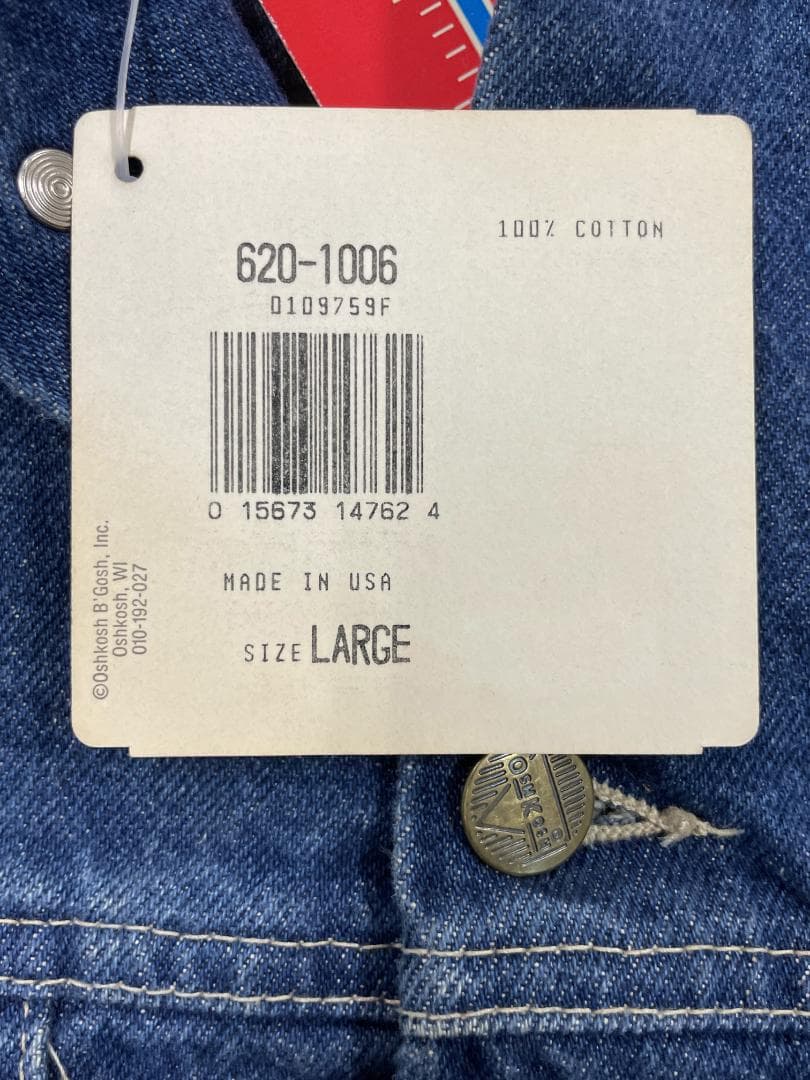 100% COTTON
620-1006
0109759F
0 15673 14762 4
MADE IN USA
SIZE LARGE
©Oshkosh B'Gosh, Inc.
Oshkosh, WI
010-192-027
OSHKOSH